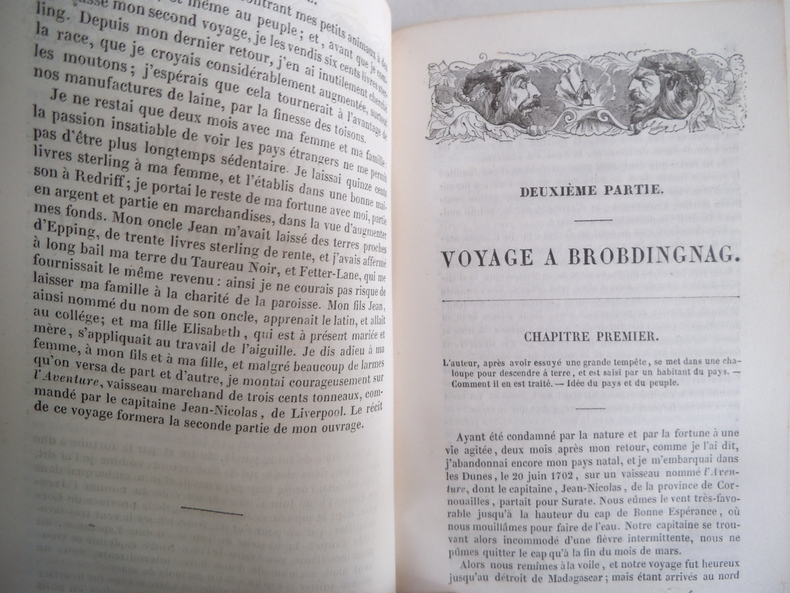 contrant mes petits animaux à des
et même au peuple ; et, avant que je com-
mon second voyage, je les vendis six cents livres ster-
ling. Depuis mon dernier retour, j'en ai inutilement cherché
la race, que je croyais considérablement augmentée, surtout
les moutons ; j'espérais que cela tournerait à l'avantage de
nos manufactures de laine, par la finesse des toisons.
Je ne restai que deux mois avec ma femme et ma famille
la passion insatiable de voir les pays étrangers ne me permit
pas d'être plus longtemps sédentaire. Je laissai quinze cents
livres sterling à ma femme, et l'établis dans une bonne mai-
son à Redriff ; je portai le reste de ma fortune avec moi, partie
en argent et partie en marchandises, dans la vue d'augmenter
mes fonds. Mon oncle Jean m'avait laissé des terres proches
d'Epping, de trente livres sterling de rente, et j'avais affermé
à long bail ma terre du Taureau Noir, et Fetter-Lane, qui me
fournissait le même revenu : ainsi je ne courais pas risque de
laisser ma famille à la charité de la paroisse. Mon fils Jean,
ainsi nommé du nom de son oncle, apprenait le latin, et allait
au collége; et ma fille Elisabeth, qui est à présent mariée et
mère, s'appliquait au travail de l'aiguille. Je dis adieu à ma
femme, à mon fils et à ma fille, et malgré beaucoup de larmes
qu'on versa de part et d'autre, je montai courageusement sur
l'Aventure, vaisseau marchand de trois cents tonneaux, com-
mandé par le capitaine Jean-Nicolas, de Liverpool. Le récit
de ce voyage formera la seconde partie de mon ouvrage.
DEUXIÈME PARTIE.
VOYAGE A BROBDINGNAG.
CHAPITRE PREMIER.
L'auteur, après avoir essuyé une grande tempête, se met dans une cha-
loupe pour descendre à terre, et est saisi par un habitant du pays. —
Comment il en est traité. — Idée du pays et du peuple.
Ayant été condamné par la nature et par la fortune à une
vie agitée, deux mois après mon retour, comme je l'ai dit,
j'abandonnai encore mon pays natal, et je m'embarquai dans
les Dunes, le 20 juin 1702, sur un vaisseau nommé l'Aven-
ture, dont le capitaine, Jean-Nicolas, de la province de Cor-
nouailles, partait pour Surate. Nous eûmes le vent très-favo-
rable jusqu'à la hauteur du cap de Bonne Espérance, où
nous mouillâmes pour faire de l'eau. Notre capitaine se trou-
vant alors incommodé d'une fièvre intermittente, nous ne
pûmes quitter le cap qu'à la fin du mois de mars.
Alors nous remîmes à la voile, et notre voyage fut heureux
jusqu'au détroit de Madagascar ; mais étant arrivés au nord